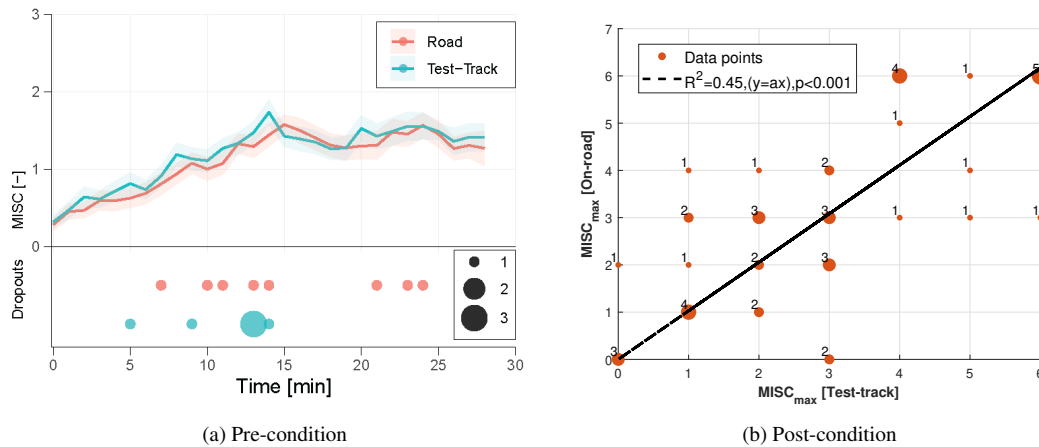 3
2
1
0
MISC [−]
Road
Test−Track
Dropouts
1
2
3
0 5 10 15 20 25 30
Time [min]
(a) Pre-condition
7
6
5
4
3
2
1
0
MISCmax [On-road]
Data points
R²=0.45,(y=ax),p<0.001
4 1 5
1
1 1 2 1
2 3 3 1 1 1
1 1 2 3
4 2
3 2
0 1 2 3 4 5 6
MISCmax [Test-track]
(b) Post-condition